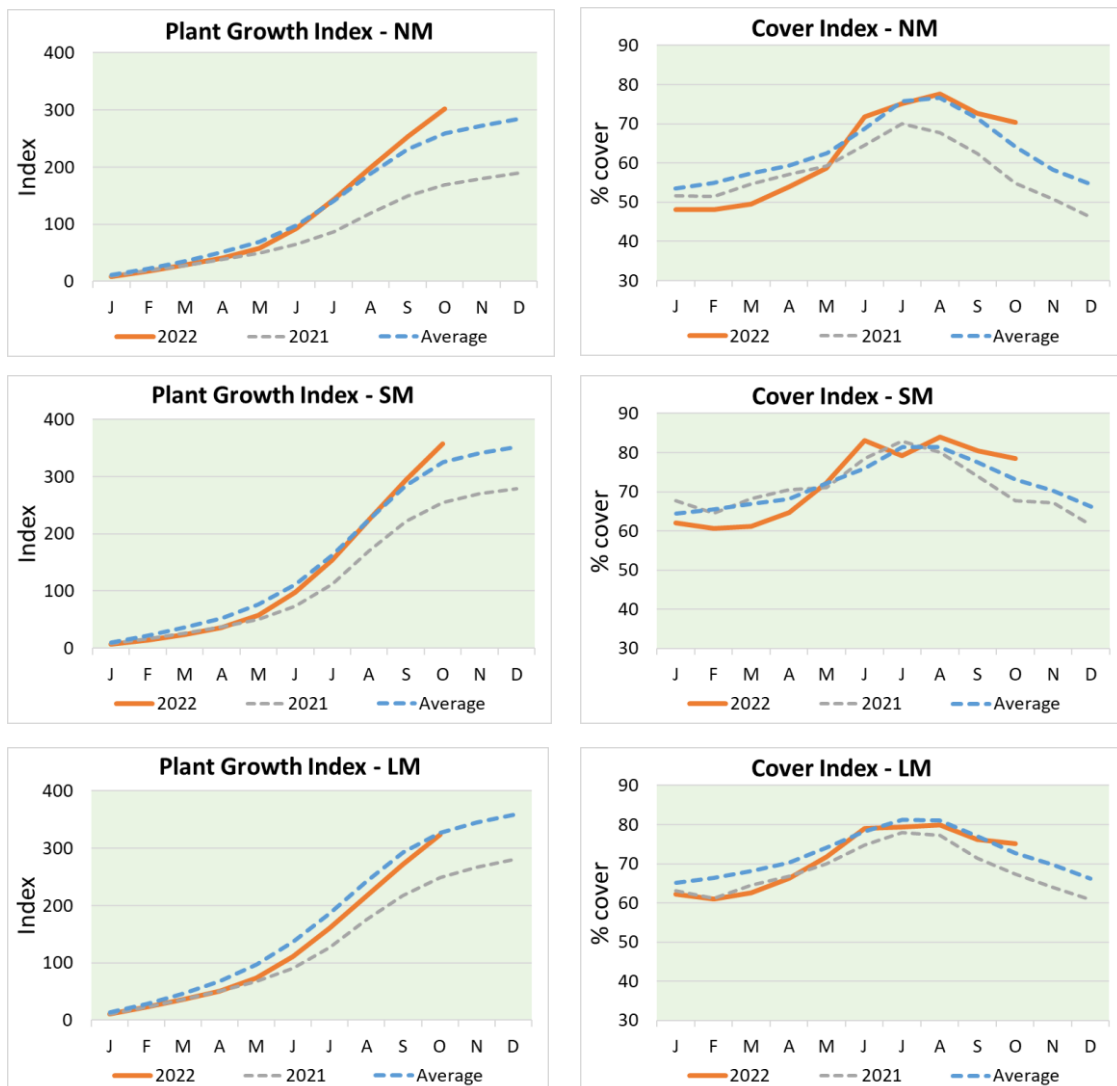 Plant Growth Index - NM
400
300
200
100
0
Index
J F M A M J J A S O N D
2022 2021 Average
Cover Index - NM
90
80
70
60
50
40
30
% cover
J F M A M J J A S O N D
2022 2021 Average
Plant Growth Index - SM
400
300
200
100
0
Index
J F M A M J J A S O N D
2022 2021 Average
Cover Index - SM
90
80
70
60
50
40
30
% cover
J F M A M J J A S O N D
2022 2021 Average
Plant Growth Index - LM
400
300
200
100
0
Index
J F M A M J J A S O N D
2022 2021 Average
Cover Index - LM
90
80
70
60
50
40
30
% cover
J F M A M J J A S O N D
2022 2021 Average